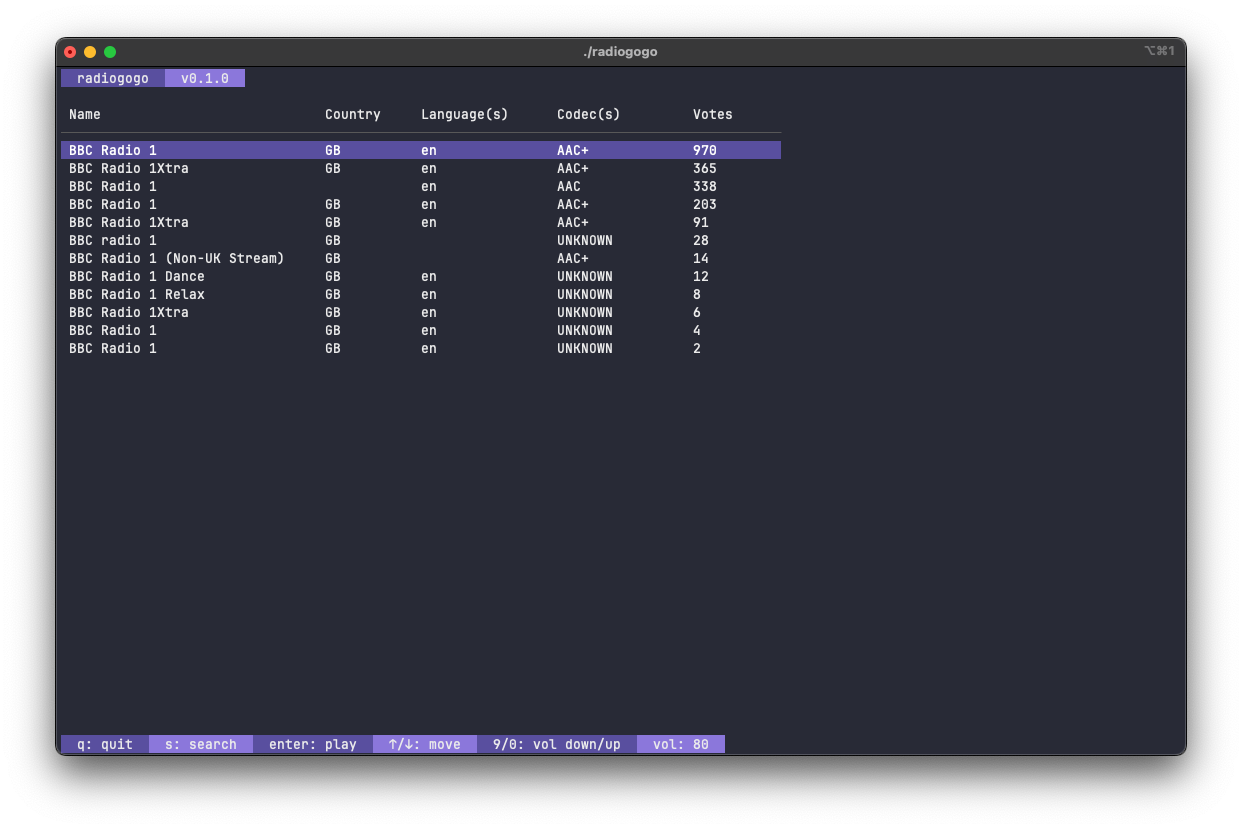 ./radiogogo ⌥⌘1
radiogogo v0.1.0
Name Country Language(s) Codec(s) Votes
BBC Radio 1 GB en AAC+ 970
BBC Radio 1Xtra GB en AAC+ 365
BBC Radio 1 en AAC 338
BBC Radio 1 GB en AAC+ 203
BBC Radio 1Xtra GB en AAC+ 91
BBC radio 1 GB UNKNOWN 28
BBC Radio 1 (Non-UK Stream) GB AAC+ 14
BBC Radio 1 Dance GB en UNKNOWN 12
BBC Radio 1 Relax GB en UNKNOWN 8
BBC Radio 1Xtra GB en UNKNOWN 6
BBC Radio 1 GB en UNKNOWN 4
BBC Radio 1 GB en UNKNOWN 2
q: quit s: search enter: play ↑/↓: move 9/0: vol down/up vol: 80